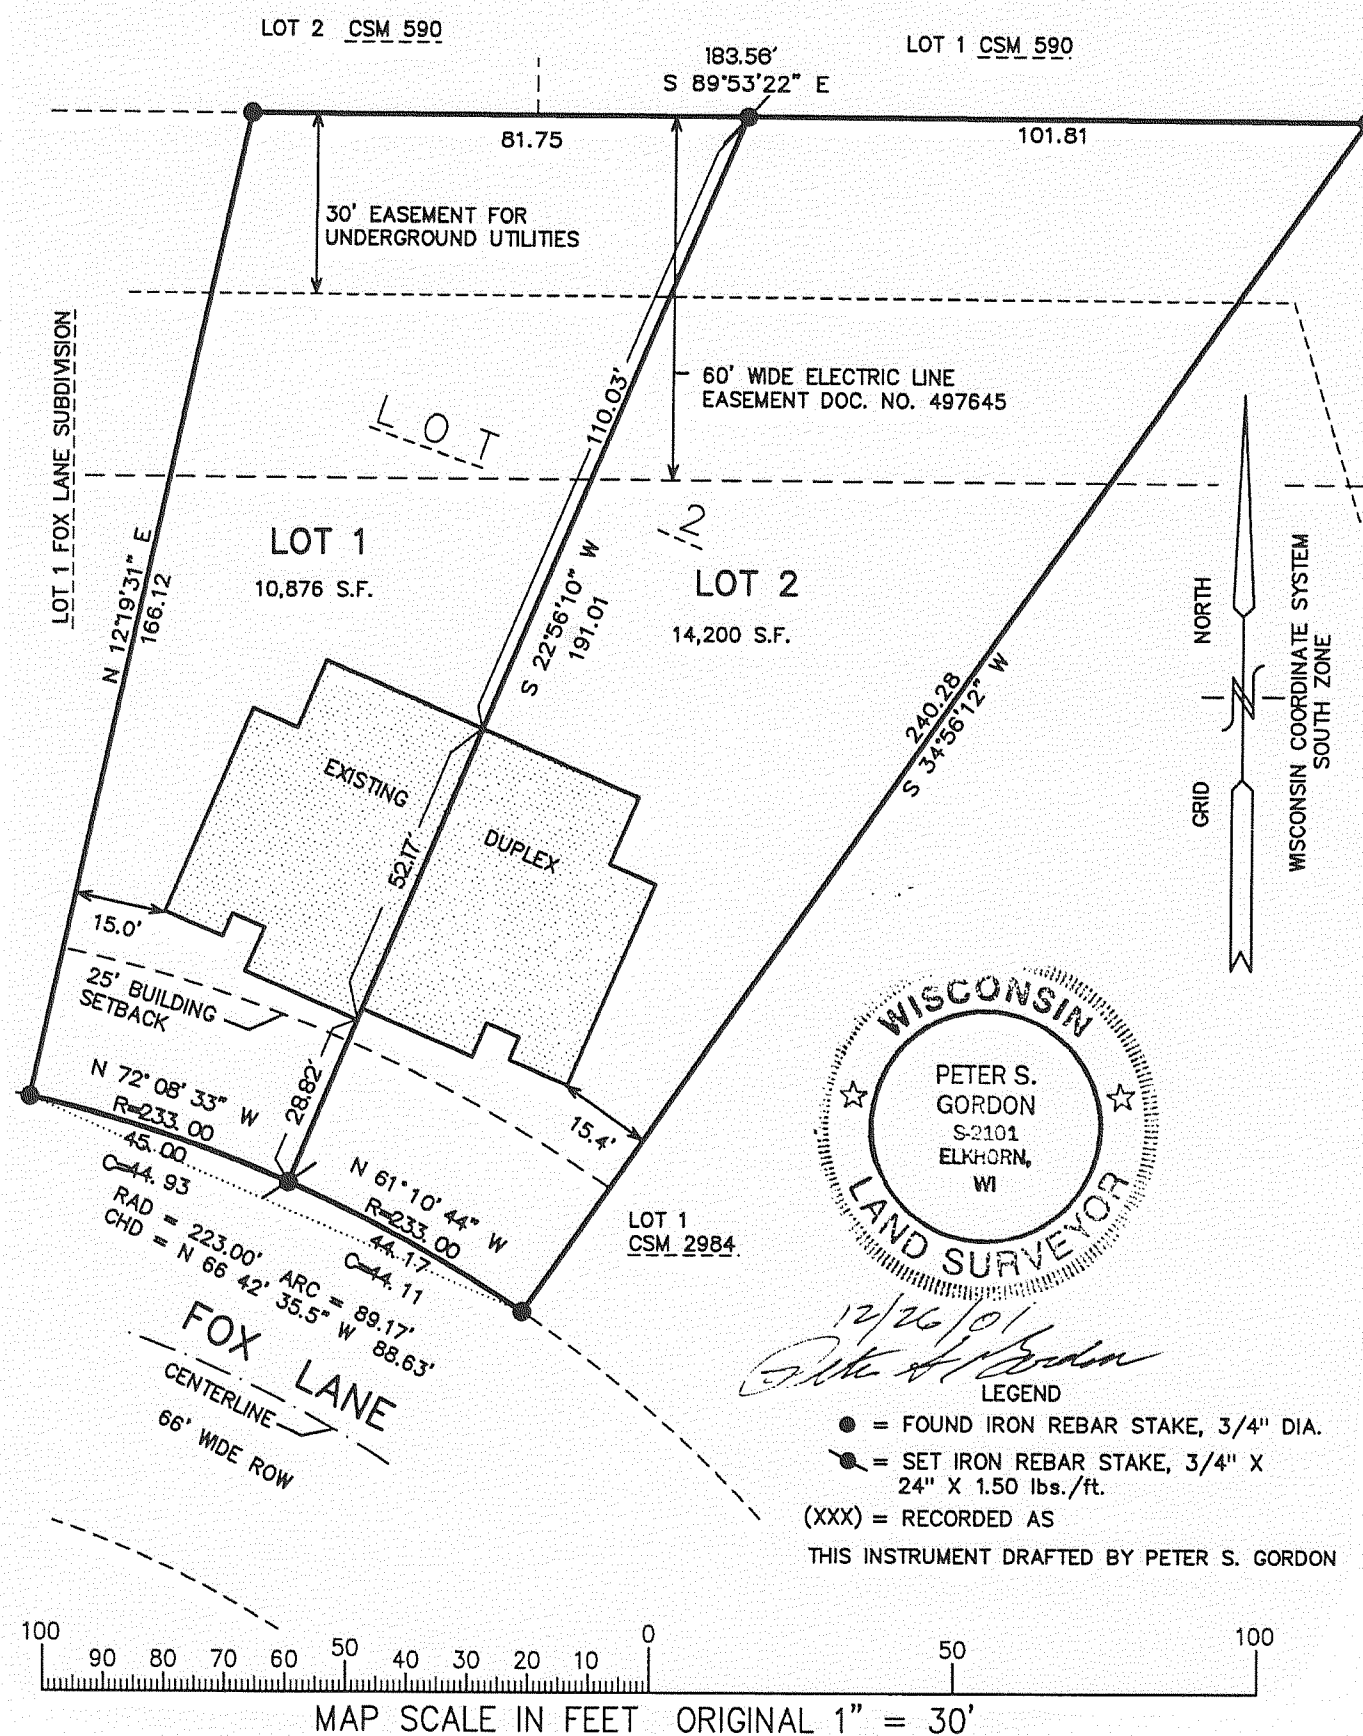 LOT 2 CSM 590
LOT 1 CSM 590
183.56'
S 89°53'22" E
81.75
101.81
30' EASEMENT FOR
UNDERGROUND UTILITIES
60' WIDE ELECTRIC LINE
EASEMENT DOC. NO. 497645
LOT 1 FOX LANE SUBDIVISION
LOT
2
110.03'
N 12°19'31" E
166.12
LOT 1
10,876 S.F.
S 22°56'10" W
191.01
LOT 2
14,200 S.F.
240.28
S 34°56'12" W
NORTH
GRID
N
WISCONSIN COORDINATE SYSTEM
SOUTH ZONE
EXISTING
DUPLEX
52.17'
15.0'
25' BUILDING
SETBACK
28.82'
15.4'
N 72°08'33" W
R=233.00
45.00
C=44.93
N 61°10'44" W
R=233.00
44.17
C=44.11
RAD = 223.00' ARC = 89.17'
CHD = N 66 42' 35.5" W 88.63'
LOT 1
CSM 2984
FOX LANE
CENTERLINE
66' WIDE ROW
WISCONSIN
PETER S.
GORDON
S-2101
ELKHORN,
WI
LAND SURVEYOR
12/26/01
Peter S Gordon
LEGEND
● = FOUND IRON REBAR STAKE, 3/4" DIA.
= SET IRON REBAR STAKE, 3/4" X
24" X 1.50 lbs./ft.
(XXX) = RECORDED AS
THIS INSTRUMENT DRAFTED BY PETER S. GORDON
100 90 80 70 60 50 40 30 20 10 0 50 100
MAP SCALE IN FEET ORIGINAL 1" = 30'